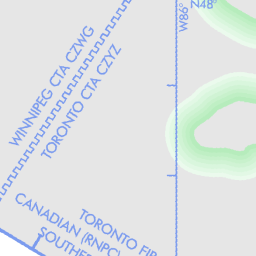 N48°
W86°
WINNIPEG CTA CZWG
TORONTO CTA CZYZ
TORONTO FIR
CANADIAN (RNPC)